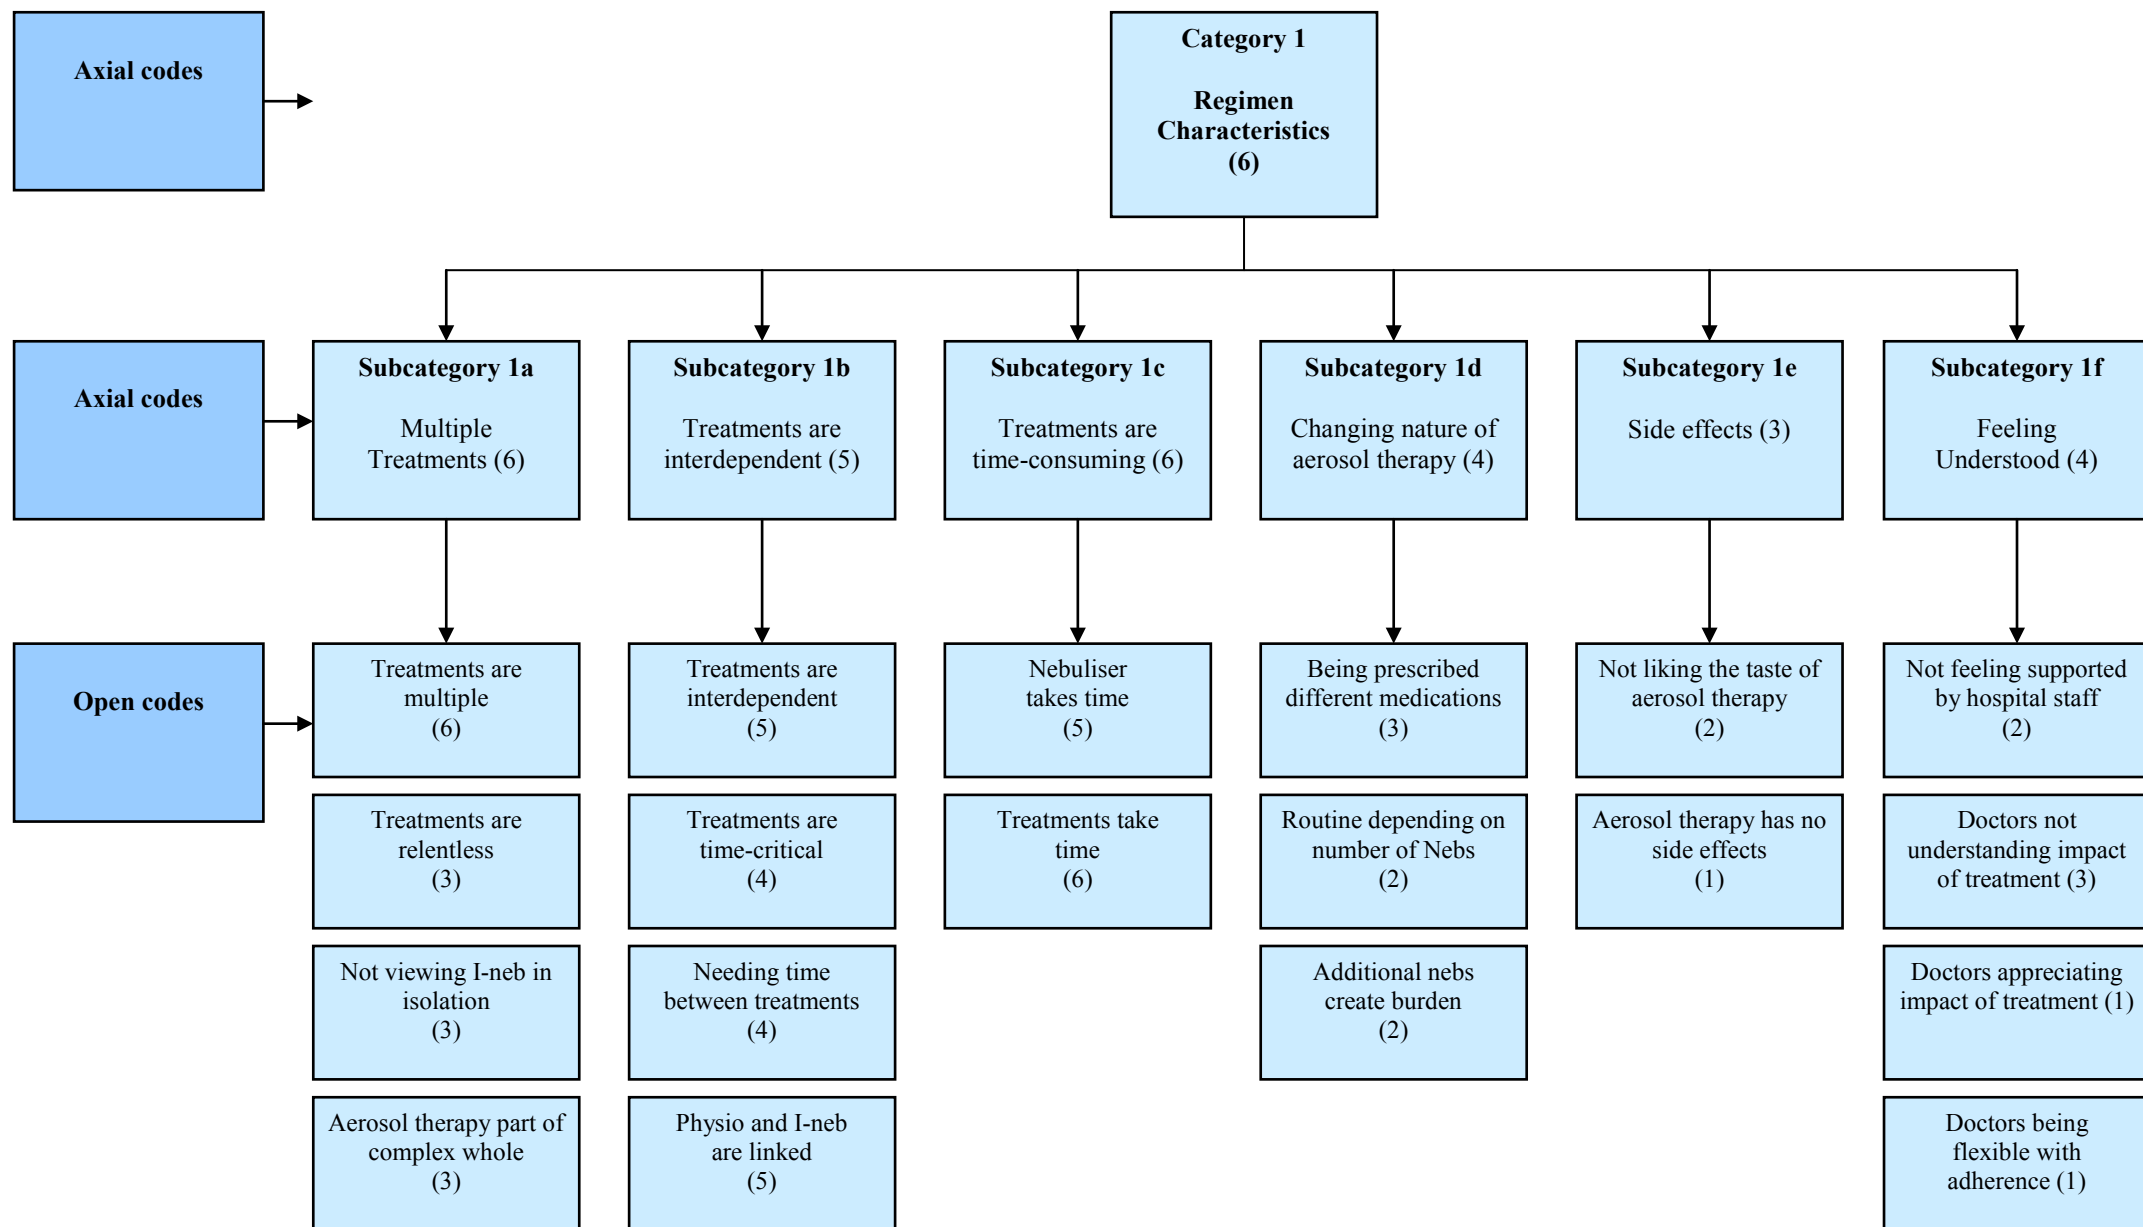 Axial codes
Category 1
Regimen
Characteristics
(6)
Axial codes
Subcategory 1a
Multiple
Treatments (6)
Subcategory 1b
Treatments are
interdependent (5)
Subcategory 1c
Treatments are
time-consuming (6)
Subcategory 1d
Changing nature of
aerosol therapy (4)
Subcategory 1e
Side effects (3)
Subcategory 1f
Feeling
Understood (4)
Open codes
Treatments are
multiple
(6)
Treatments are
interdependent
(5)
Nebuliser
takes time
(5)
Being prescribed
different medications
(3)
Not liking the taste of
aerosol therapy
(2)
Not feeling supported
by hospital staff
(2)
Treatments are
relentless
(3)
Treatments are
time-critical
(4)
Treatments take
time
(6)
Routine depending on
number of Nebs
(2)
Aerosol therapy has no
side effects
(1)
Doctors not
understanding impact
of treatment (3)
Not viewing I-neb in
isolation
(3)
Needing time
between treatments
(4)
Additional nebs
create burden
(2)
Doctors appreciating
impact of treatment (1)
Aerosol therapy part of
complex whole
(3)
Physio and I-neb
are linked
(5)
Doctors being
flexible with
adherence (1)